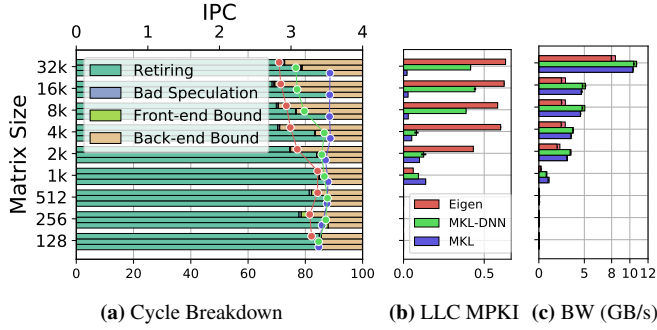 IPC
0 1 2 3 4
Matrix Size
32k
16k
8k
4k
2k
1k
512
256
128
Retiring
Bad Speculation
Front-end Bound
Back-end Bound
0 20 40 60 80 100
Eigen
MKL-DNN
MKL
0.0 0.5
0 5 8 10 12
(a) Cycle Breakdown (b) LLC MPKI (c) BW (GB/s)